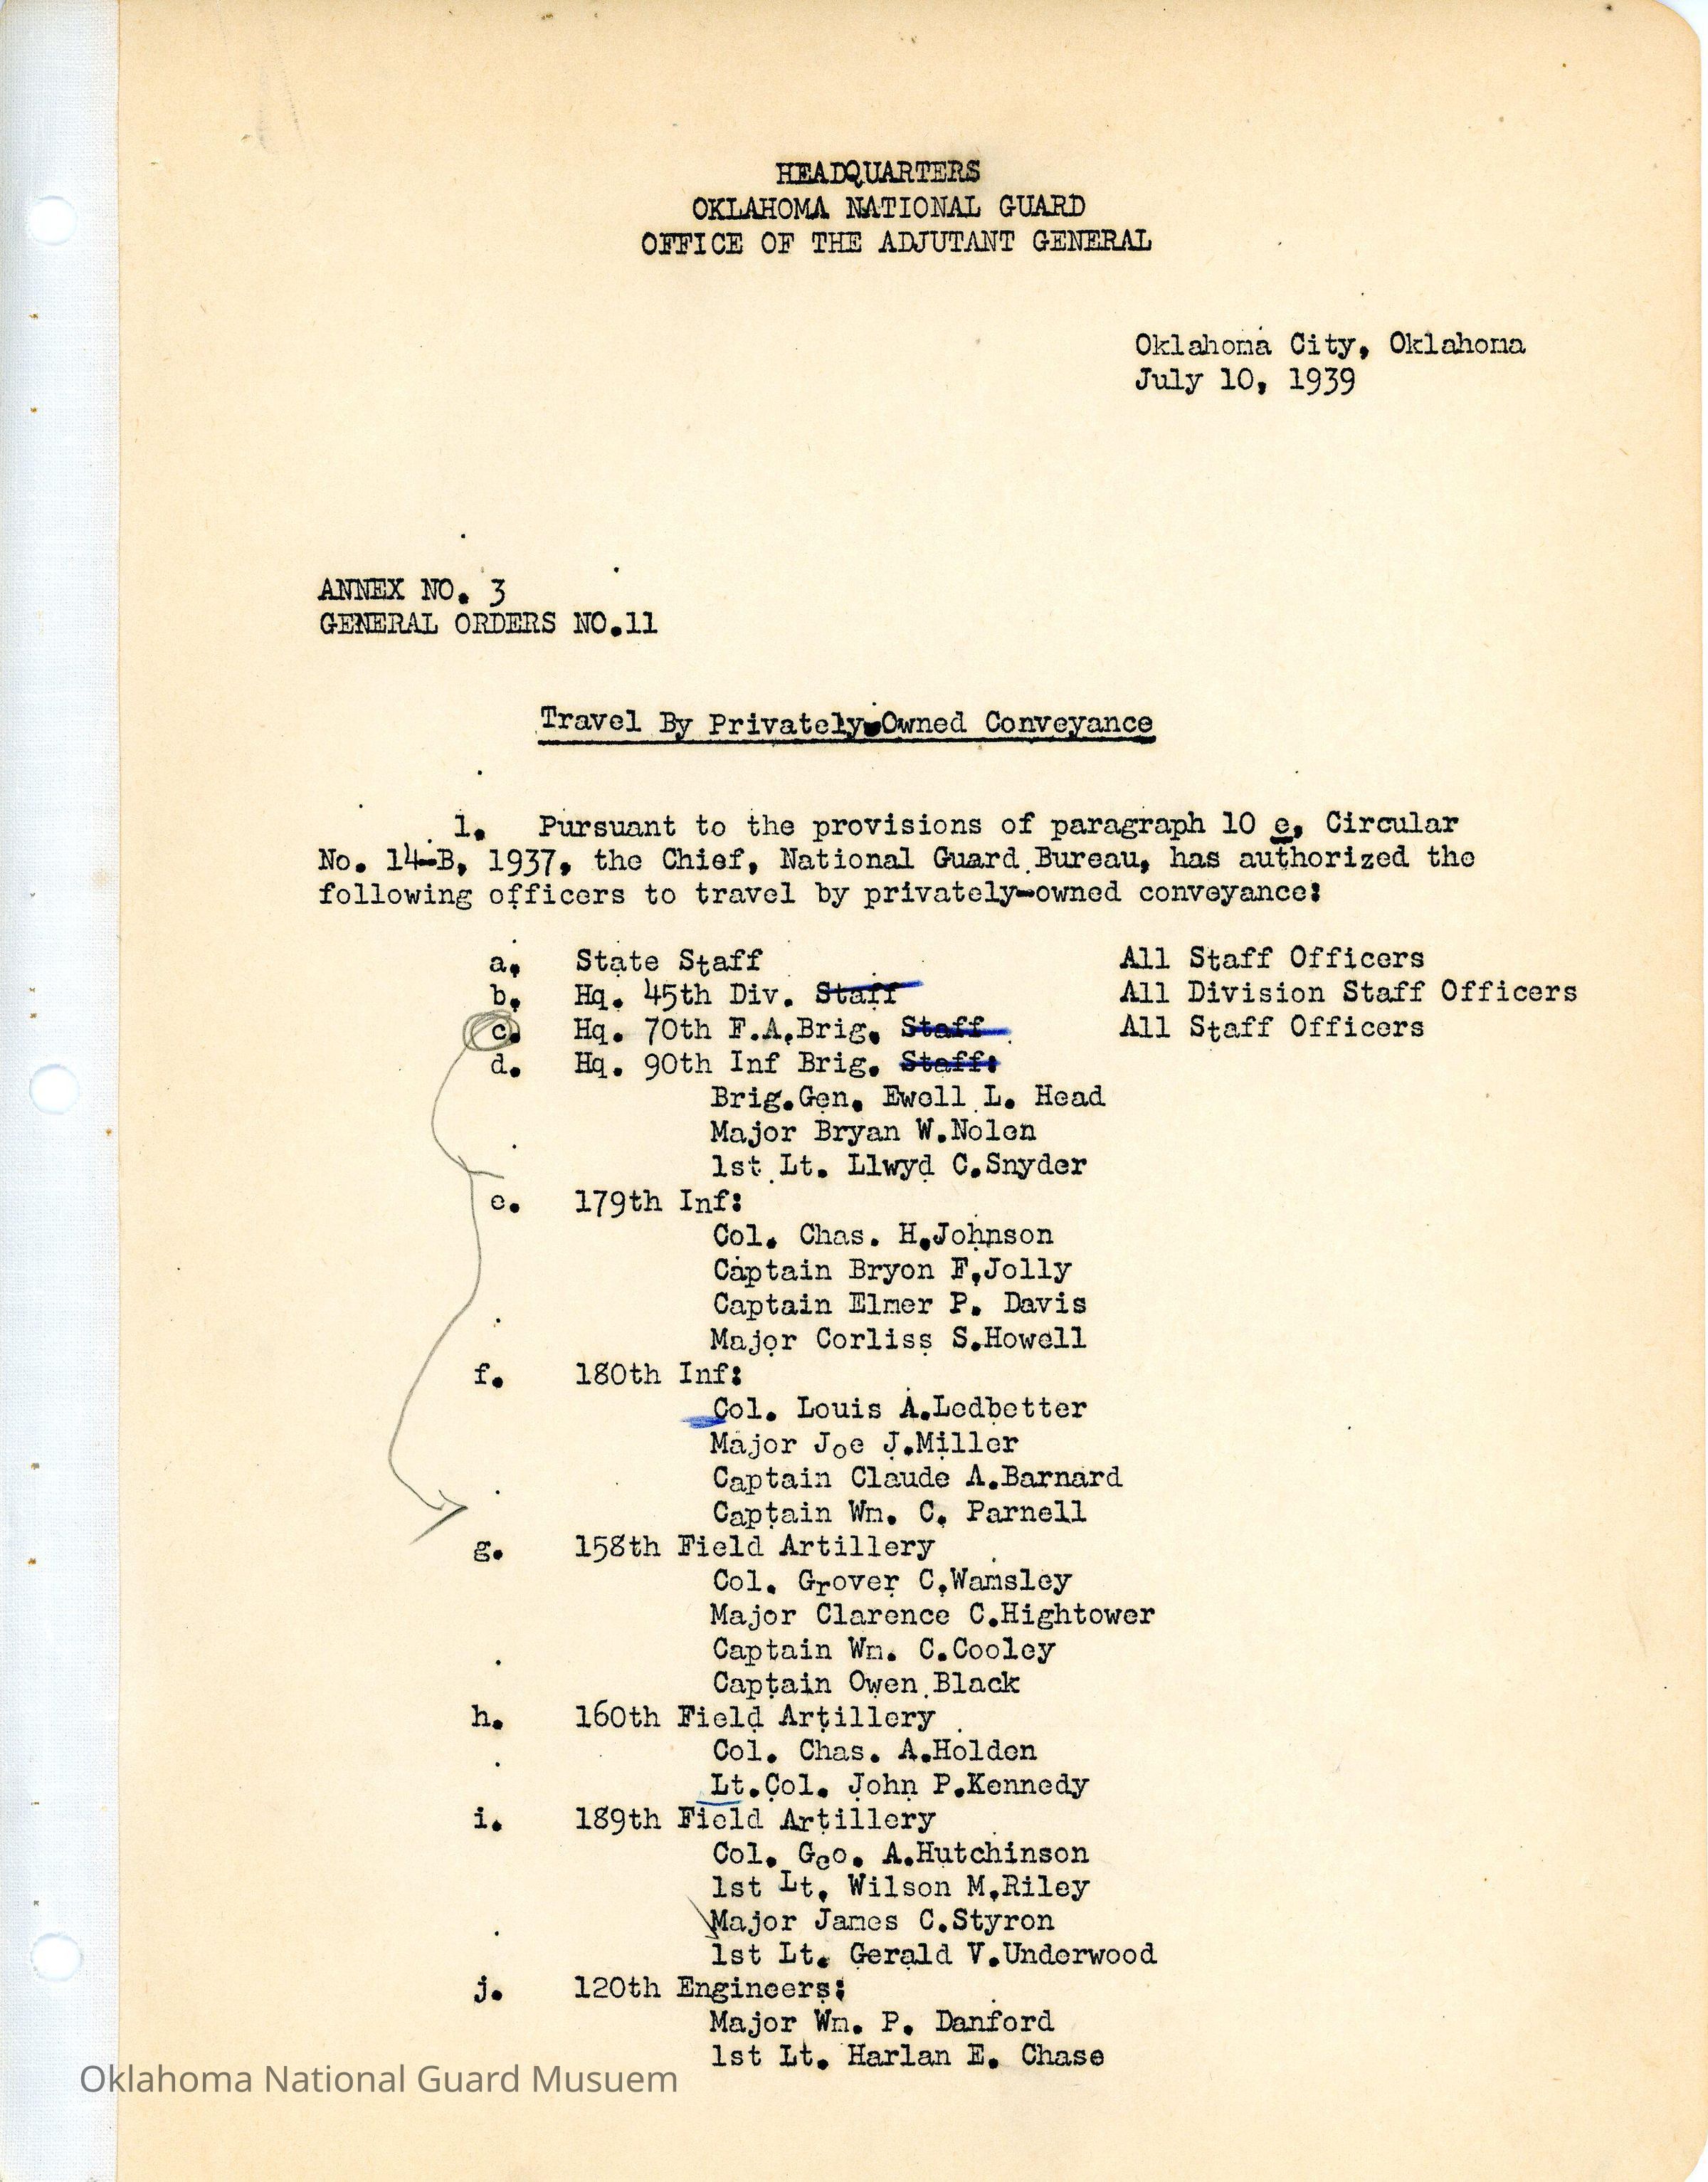 HEADQUARTERS
OKLAHOMA NATIONAL GUARD
OFFICE OF THE ADJUTANT GENERAL
Oklahoma City, Oklahoma
July 10, 1939
ANNEX NO. 3
GENERAL ORDERS NO.11
Travel By Privately-Owned Conveyance
1. Pursuant to the provisions of paragraph 10 e, Circular
No. 14-B, 1937, the Chief, National Guard Bureau, has authorized the
following officers to travel by privately-owned conveyance:
a. State Staff All Staff Officers
b. Hq. 45th Div. Staff All Division Staff Officers
c. Hq. 70th F.A.Brig. Staff All Staff Officers
d. Hq. 90th Inf Brig. Staff:
Brig.Gen. Ewell L. Head
Major Bryan W.Nolen
1st Lt. Llwyd C.Snyder
e. 179th Inf:
Col. Chas. H.Johnson
Captain Bryon F.Jolly
Captain Elmer P. Davis
Major Corliss S.Howell
f. 180th Inf:
Col. Louis A.Ledbetter
Major Joe J.Miller
Captain Claude A.Barnard
Captain Wm. C. Parnell
g. 158th Field Artillery
Col. Grover C.Wamsley
Major Clarence C.Hightower
Captain Wm. C.Cooley
Captain Owen Black
h. 160th Field Artillery
Col. Chas. A.Holden
Lt.Col. John P.Kennedy
i. 189th Field Artillery
Col. Geo. A.Hutchinson
1st Lt. Wilson M.Riley
Major James C.Styron
1st Lt. Gerald V.Underwood
j. 120th Engineers:
Major Wm. P. Danford
1st Lt. Harlan E. Chase
Oklahoma National Guard Musuem